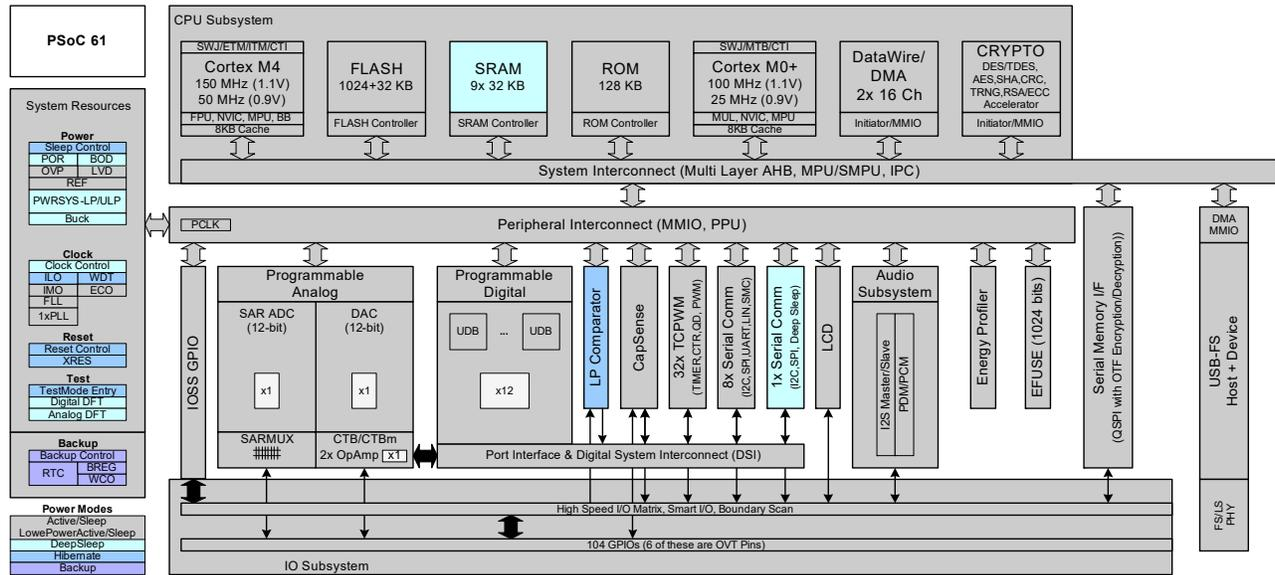 PSoC 61
CPU Subsystem
SWJ/ETM/ITM/CTI
Cortex M4
150 MHz (1.1V)
50 MHz (0.9V)
FPU, NVIC, MPU, BB
8KB Cache
FLASH
1024+32 KB
FLASH Controller
SRAM
9x 32 KB
SRAM Controller
ROM
128 KB
ROM Controller
SWJ/MTB/CTI
Cortex M0+
100 MHz (1.1V)
25 MHz (0.9V)
MUL, NVIC, MPU
8KB Cache
DataWire/
DMA
2x 16 Ch
Initiator/MMIO
CRYPTO
DES/TDES,
AES,SHA,CRC,
TRNG,RSA/ECC
Accelerator
Initiator/MMIO
System Interconnect (Multi Layer AHB, MPU/SMPU, IPC)
System Resources
Power
Sleep Control
POR
BOD
OVP
LVD
REF
PWRSYS-LP/ULP
Buck
Clock
Clock Control
ILO
WDT
IMO
ECO
FLL
1xPLL
Reset
Reset Control
XRES
Test
TestMode Entry
Digital DFT
Analog DFT
Backup
Backup Control
RTC
BREG
WCO
Power Modes
Active/Sleep
LowePowerActive/Sleep
DeepSleep
Hibernate
Backup
PCLK
Peripheral Interconnect (MMIO, PPU)
IOSS GPIO
Programmable
Analog
SAR ADC
(12-bit)
x1
SARMUX
DAC
(12-bit)
x1
CTB/CTBm
2x OpAmp
x1
Programmable
Digital
UDB
...
UDB
x12
LP Comparator
CapSense
32x TCPWM
(TIMER,CTR,QD, PWM)
8x Serial Comm
(I2C,SPI,UART,LIN,SMC)
1x Serial Comm
(I2C,SPI, Deep Sleep)
LCD
Port Interface & Digital System Interconnect (DSI)
Audio
Subsystem
I2S Master/Slave
PDM/PCM
Energy Profiler
EFUSE (1024 bits)
Serial Memory I/F
(QSPI with OTF Encryption/Decryption))
DMA
MMIO
USB-FS
Host + Device
FS/LS
PHY
High Speed I/O Matrix, Smart I/O, Boundary Scan
104 GPIOs (6 of these are OVT Pins)
IO Subsystem